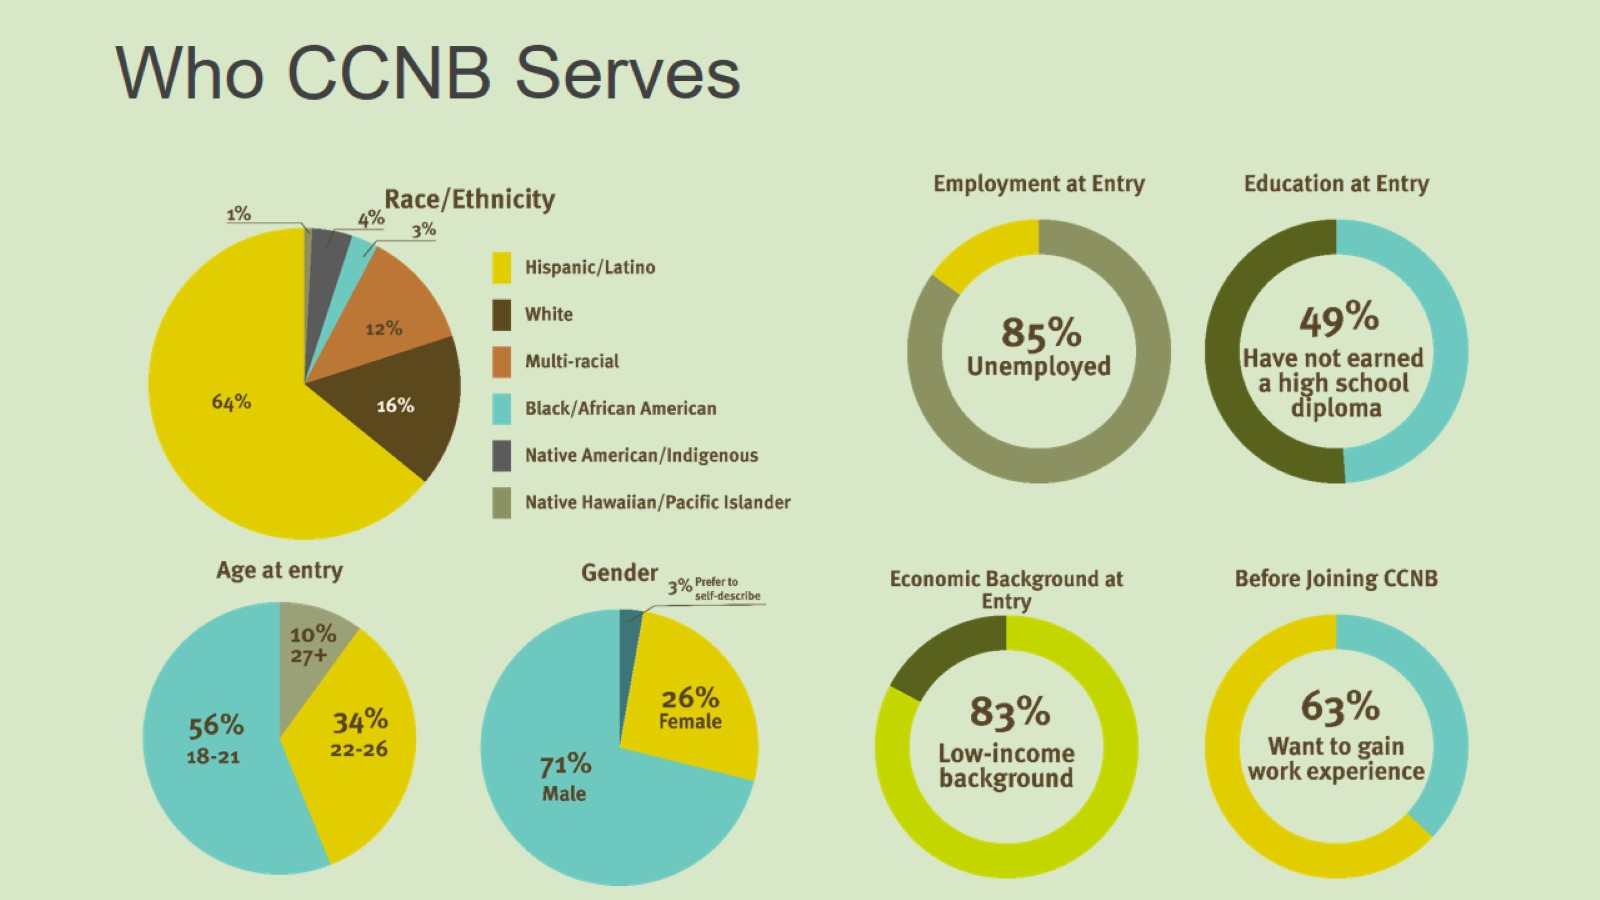 Who CCNB Serves
Race/Ethnicity
1%
4%
3%
12%
16%
64%
Hispanic/Latino
White
Multi-racial
Black/African American
Native American/Indigenous
Native Hawaiian/Pacific Islander
Employment at Entry
85%
Unemployed
Education at Entry
49%
Have not earned
a high school
diploma
Age at entry
10%
27+
34%
22-26
56%
18-21
Gender
3% Prefer to
self-describe
26%
Female
71%
Male
Economic Background at
Entry
83%
Low-income
background
Before Joining CCNB
63%
Want to gain
work experience